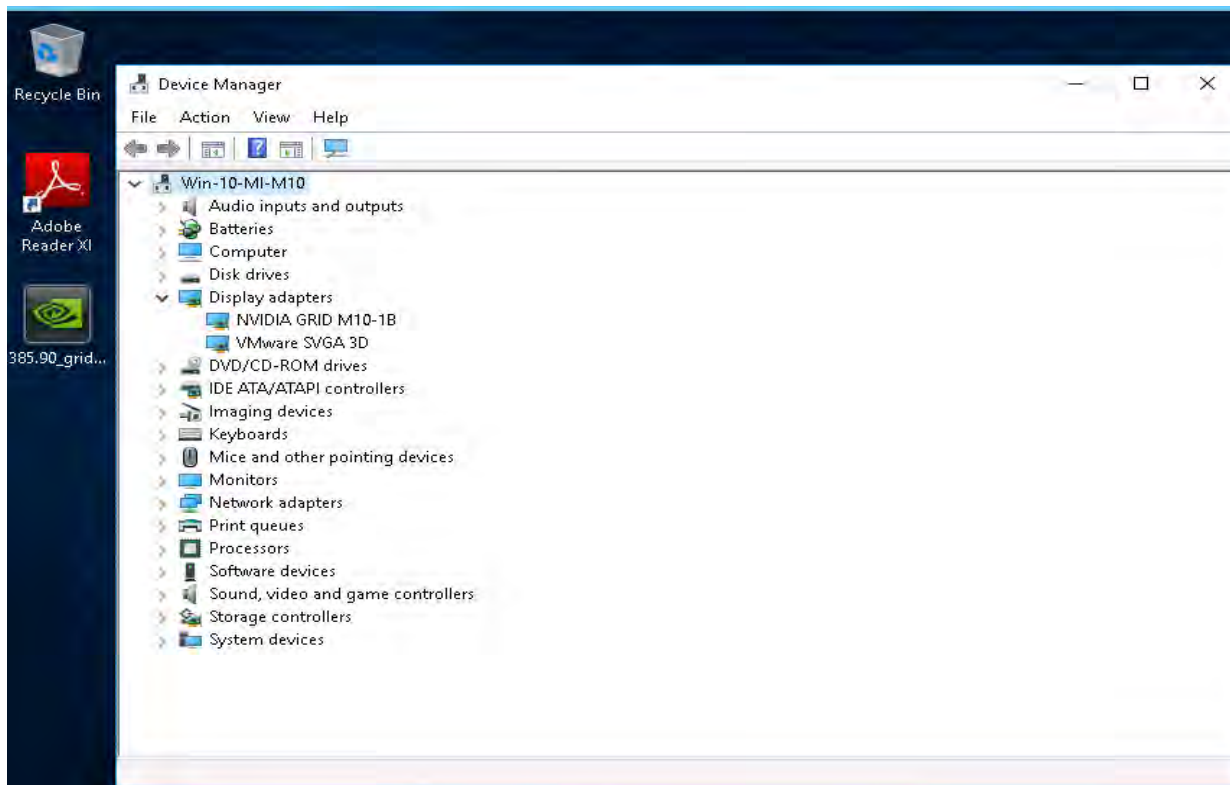 Recycle Bin
Adobe
Reader XI
385.90_grid...
Device Manager
File Action View Help
Win-10-MI-M10
Audio inputs and outputs
Batteries
Computer
Disk drives
Display adapters
NVIDIA GRID M10-1B
VMware SVGA 3D
DVD/CD-ROM drives
IDE ATA/ATAPI controllers
Imaging devices
Keyboards
Mice and other pointing devices
Monitors
Network adapters
Print queues
Processors
Software devices
Sound, video and game controllers
Storage controllers
System devices